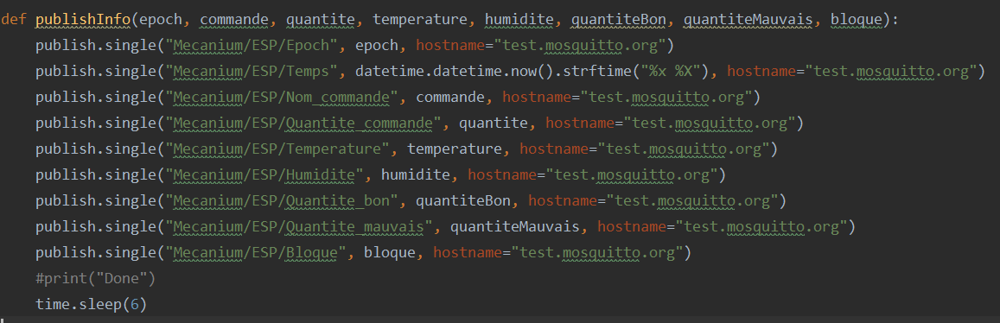 def publishInfo(epoch, commande, quantite, temperature, humidite, quantiteBon, quantiteMauvais, bloque):
    publish.single("Mecanium/ESP/Epoch", epoch, hostname="test.mosquitto.org")
    publish.single("Mecanium/ESP/Temps", datetime.datetime.now().strftime("%x %X"), hostname="test.mosquitto.org")
    publish.single("Mecanium/ESP/Nom_commande", commande, hostname="test.mosquitto.org")
    publish.single("Mecanium/ESP/Quantite_commande", quantite, hostname="test.mosquitto.org")
    publish.single("Mecanium/ESP/Temperature", temperature, hostname="test.mosquitto.org")
    publish.single("Mecanium/ESP/Humidite", humidite, hostname="test.mosquitto.org")
    publish.single("Mecanium/ESP/Quantite_bon", quantiteBon, hostname="test.mosquitto.org")
    publish.single("Mecanium/ESP/Quantite_mauvais", quantiteMauvais, hostname="test.mosquitto.org")
    publish.single("Mecanium/ESP/Bloque", bloque, hostname="test.mosquitto.org")
    #print("Done")
    time.sleep(6)